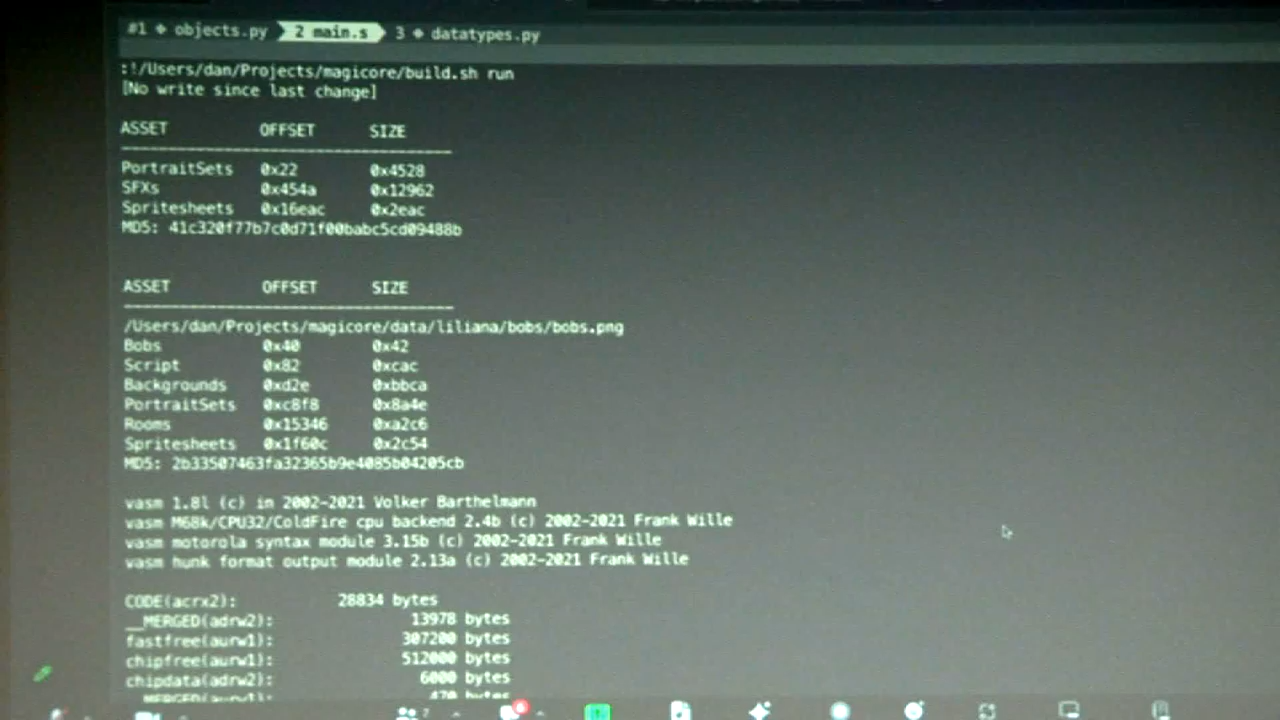 #1 ❖ objects.py 2 main.s 3 ❖ datatypes.py
:!/Users/dan/Projects/magicore/build.sh run
[No write since last change]
ASSET OFFSET SIZE
PortraitSets 0x22 0x4528
SFXs 0x454a 0x12962
Spritesheets 0x16eac 0x2eac
MD5: 41c320f77b7c0d71f00babc5cd09488b
ASSET OFFSET SIZE
/Users/dan/Projects/magicore/data/liliana/bobs/bobs.png
Bobs 0x40 0x42
Script 0x82 0xcac
Backgrounds 0xd2e 0xbbca
PortraitSets 0xc8f8 0x8a4e
Rooms 0x15346 0xa2c6
Spritesheets 0x1f60c 0x2c54
MD5: 2b33507463fa32365b9e4085b04205cb
vasm 1.8l (c) in 2002-2021 Volker Barthelmann
vasm M68k/CPU32/ColdFire cpu backend 2.4b (c) 2002-2021 Frank Wille
vasm motorola syntax module 3.15b (c) 2002-2021 Frank Wille
vasm hunk format output module 2.13a (c) 2002-2021 Frank Wille
CODE(acrx2): 28834 bytes
__MERGED(adrw2): 13978 bytes
fastfree(aurw1): 307200 bytes
chipfree(aurw1): 512000 bytes
chipdata(adrw2): 6000 bytes
__MERGED(aurw1): 470 bytes
7